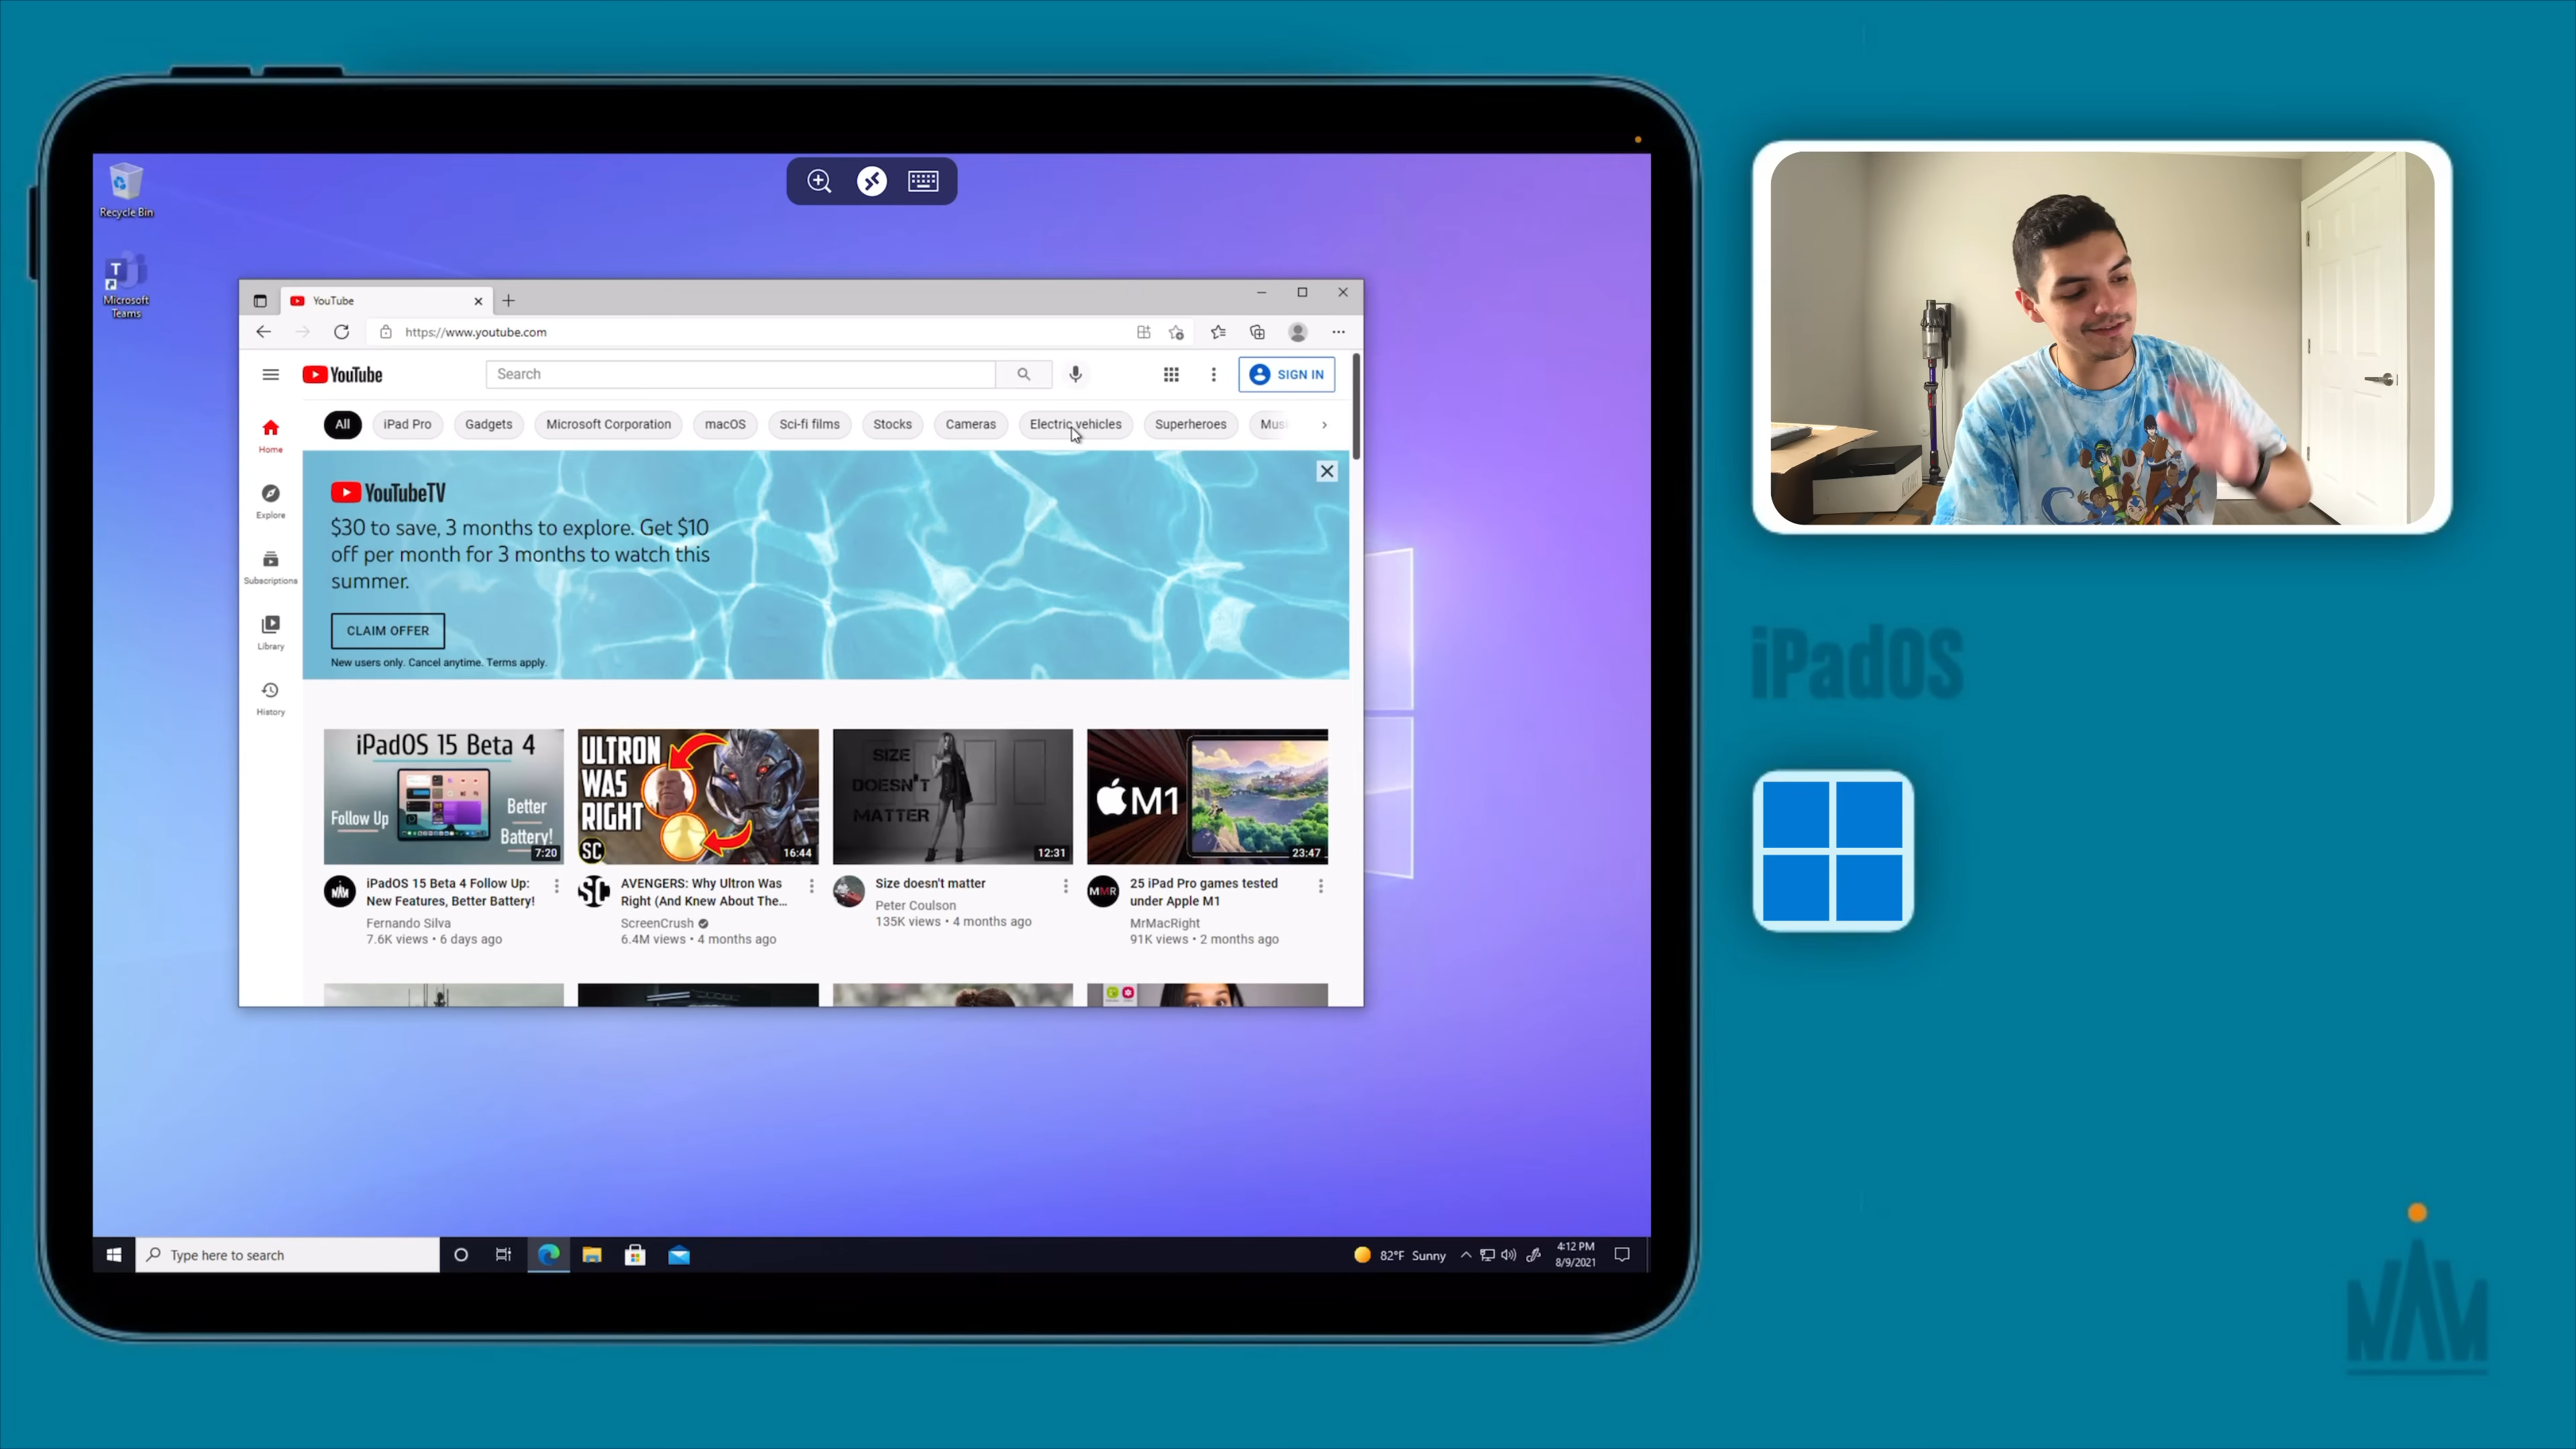 Recycle Bin
T
Microsoft
Teams
YouTube
https://www.youtube.com
YouTube
Search
SIGN IN
All
iPad Pro
Gadgets
Microsoft Corporation
macOS
Sci-fi films
Stocks
Cameras
Electric vehicles
Superheroes
Home
Explore
Subscriptions
Library
History
YouTubeTV
$30 to save, 3 months to explore. Get $10
off per month for 3 months to watch this
summer.
CLAIM OFFER
New users only. Cancel anytime. Terms apply.
iPadOS 15 Beta 4
Follow Up
Better
Battery!
7:20
iPadOS 15 Beta 4 Follow Up:
New Features, Better Battery!
Fernando Silva
7.6K views • 6 days ago
ULTRON
WAS
RIGHT
SC
16:44
SC
AVENGERS: Why Ultron Was
Right (And Knew About The...
ScreenCrush
6.4M views • 4 months ago
SIZE
DOESN'T
MATTER
12:31
Size doesn't matter
Peter Coulson
135K views • 4 months ago
M1
23:47
MMR
25 iPad Pro games tested
under Apple M1
MrMacRight
91K views • 2 months ago
Type here to search
82°F Sunny
4:12 PM
8/9/2021
iPadOS